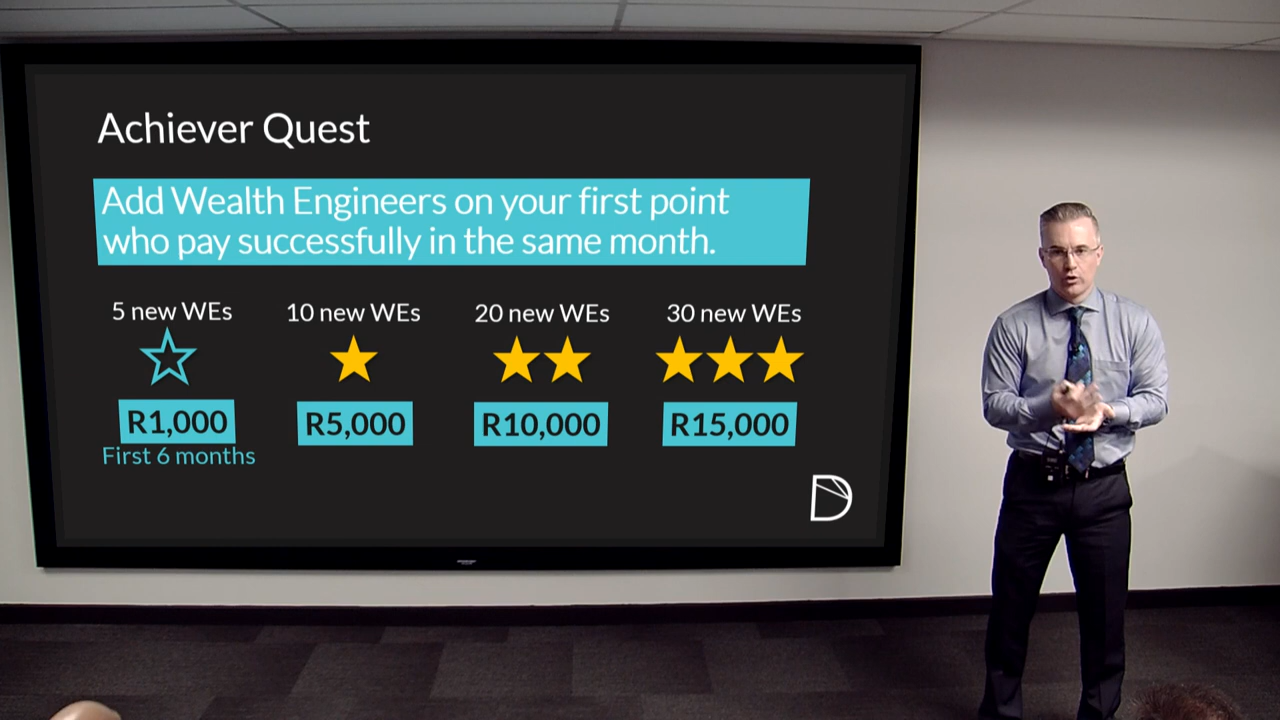 Achiever Quest
Add Wealth Engineers on your first point
who pay successfully in the same month.
5 new WEs 10 new WEs 20 new WEs 30 new WEs
R1,000 R5,000 R10,000 R15,000
First 6 months